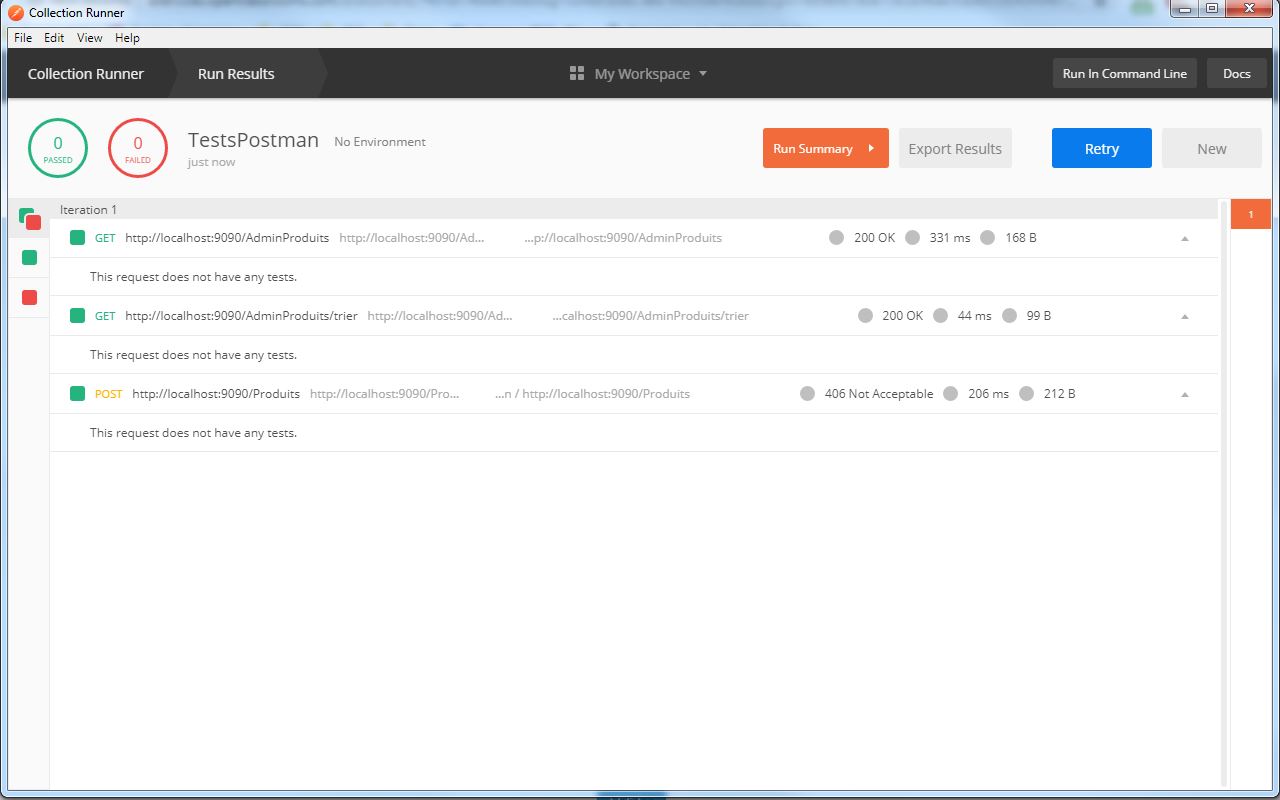 Collection Runner
File Edit View Help
Collection Runner Run Results My Workspace Run In Command Line Docs
0 PASSED
0 FAILED
TestsPostman No Environment
just now
Run Summary Export Results Retry New
Iteration 1
1
GET http://localhost:9090/AdminProduits http://localhost:9090/Ad... ...p://localhost:9090/AdminProduits 200 OK 331 ms 168 B
This request does not have any tests.
GET http://localhost:9090/AdminProduits/trier http://localhost:9090/Ad... ...calhost:9090/AdminProduits/trier 200 OK 44 ms 99 B
This request does not have any tests.
POST http://localhost:9090/Produits http://localhost:9090/Pro... ...n / http://localhost:9090/Produits 406 Not Acceptable 206 ms 212 B
This request does not have any tests.